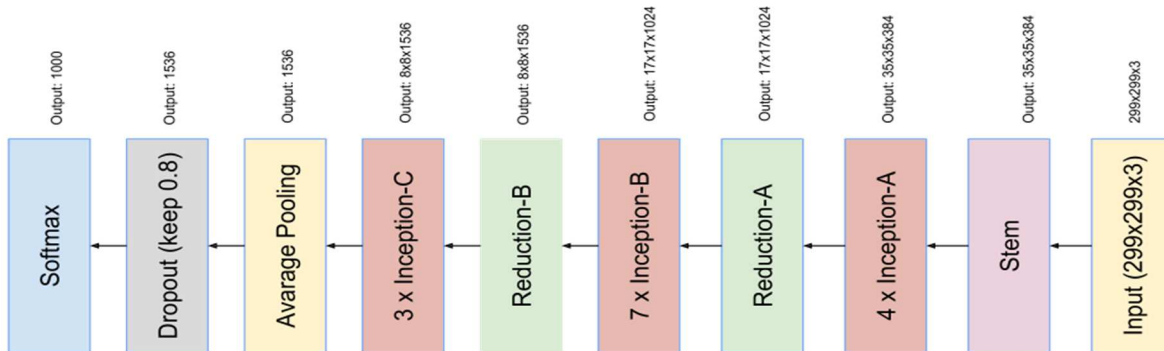 Output: 1000
Output: 1536
Output: 1536
Output: 8x8x1536
Output: 8x8x1536
Output: 17x17x1024
Output: 17x17x1024
Output: 35x35x384
Output: 35x35x384
299x299x3
Softmax
Dropout (keep 0.8)
Avarage Pooling
3 x Inception-C
Reduction-B
7 x Inception-B
Reduction-A
4 x Inception-A
Stem
Input (299x299x3)